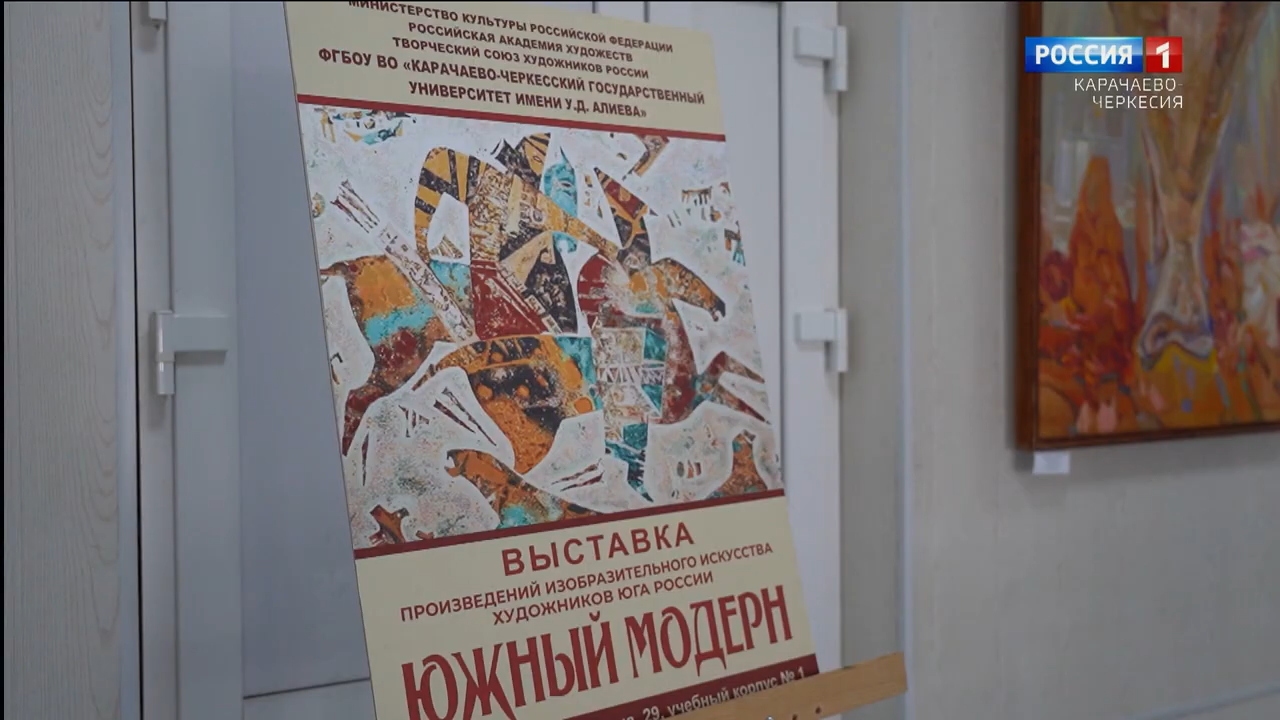 МИНИСТЕРСТВО КУЛЬТУРЫ РОССИЙСКОЙ ФЕДЕРАЦИИ
РОССИЙСКАЯ АКАДЕМИЯ ХУДОЖЕСТВ
ТВОРЧЕСКИЙ СОЮЗ ХУДОЖНИКОВ РОССИИ
ФГБОУ ВО «КАРАЧАЕВО-ЧЕРКЕССКИЙ ГОСУДАРСТВЕННЫЙ
УНИВЕРСИТЕТ ИМЕНИ У.Д. АЛИЕВА»
РОССИЯ 1
КАРАЧАЕВО-
ЧЕРКЕСИЯ
ВЫСТАВКА
ПРОИЗВЕДЕНИЙ ИЗОБРАЗИТЕЛЬНОГО ИСКУССТВА
ХУДОЖНИКОВ ЮГА РОССИИ
ЮЖНЫЙ МОДЕРН
29, учебный корпус № 1